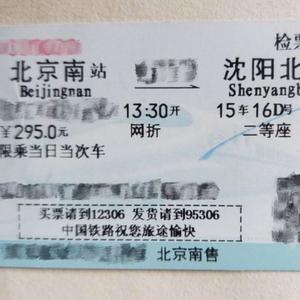 检票
北京南站 沈阳北
Beijingnan Shenyangb
13:30开 15车16D号
¥295.0元 网折 二等座
限乘当日当次车
买票请到12306 发货请到95306
中国铁路祝您旅途愉快
北京南售